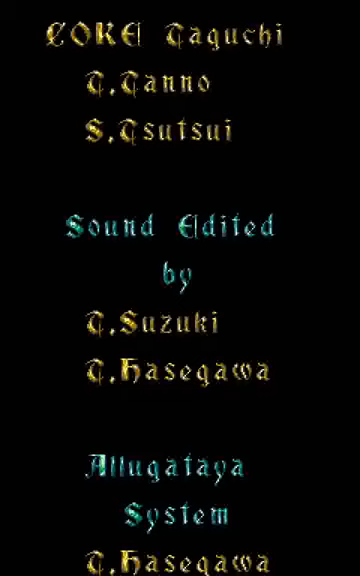 CORE Taguchi
T.Tanno
S.Tsutsui
Sound Edited
by
T.Suzuki
T.Hasegawa
Allugataya
System
T.Hasegawa